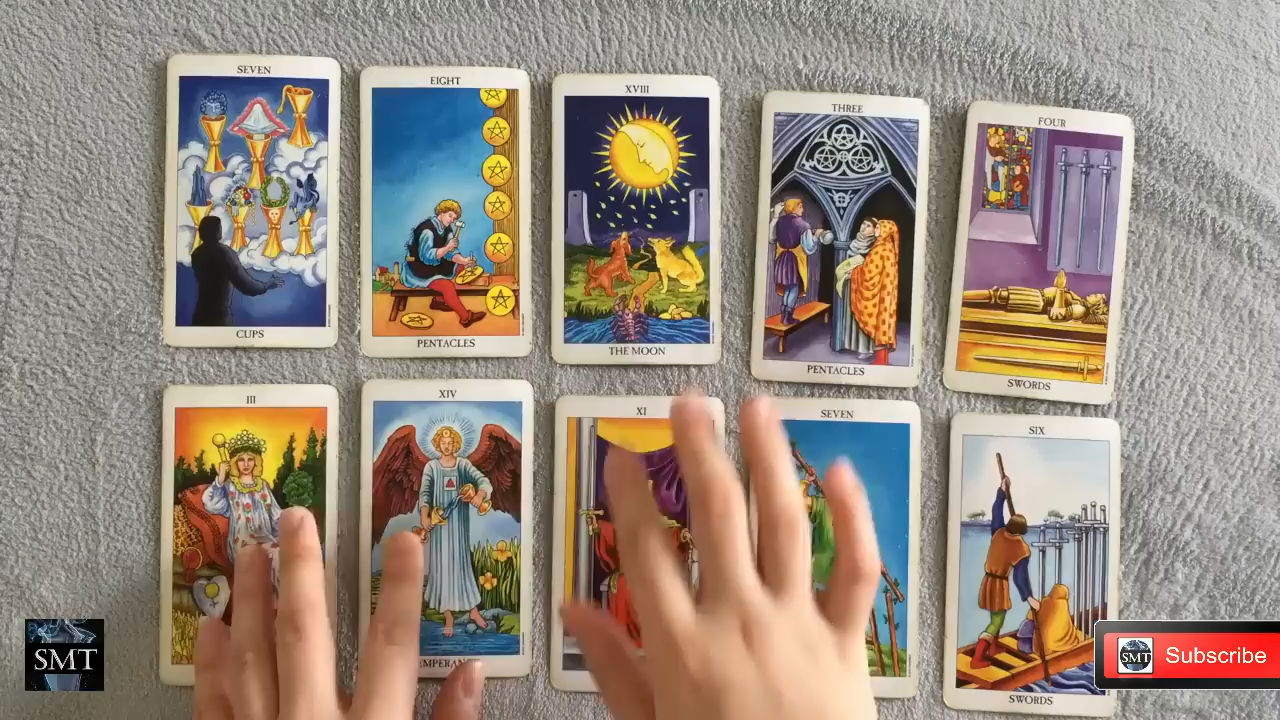 SEVEN
CUPS
EIGHT
PENTACLES
XVIII
THE MOON
THREE
PENTACLES
FOUR
SWORDS
III
XIV
EMPERAN
XI
SEVEN
SIX
SWORDS
SMT
SMT
Subscribe